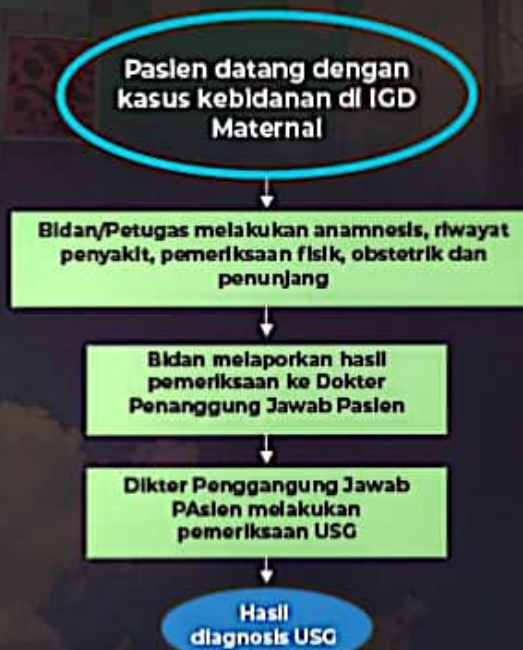 Pasien datang dengan
kasus kebidanan di IGD
Maternal
Bidan/Petugas melakukan anamnesis, riwayat
penyakit, pemeriksaan fisik, obstetrik dan
penunjang
Bidan melaporkan hasil
pemeriksaan ke Dokter
Penanggung Jawab Pasien
Dikter Penggangung Jawab
PAsien melakukan
pemeriksaan USG
Hasil
diagnosis USG